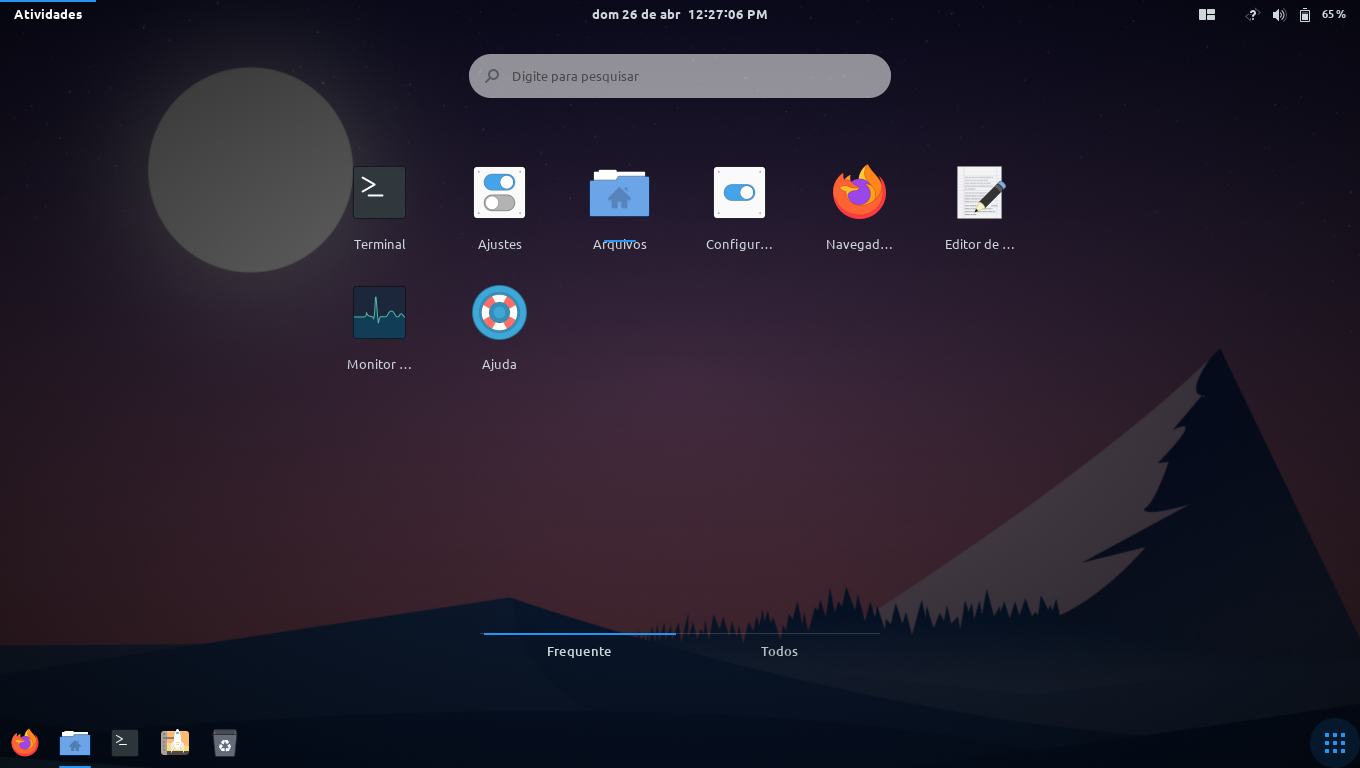 Atividades
dom 26 de abr 12:27:06 PM
65 %
Digite para pesquisar
Terminal
Ajustes
Arquivos
Configur…
Navegad…
Editor de …
Monitor …
Ajuda
Frequente
Todos